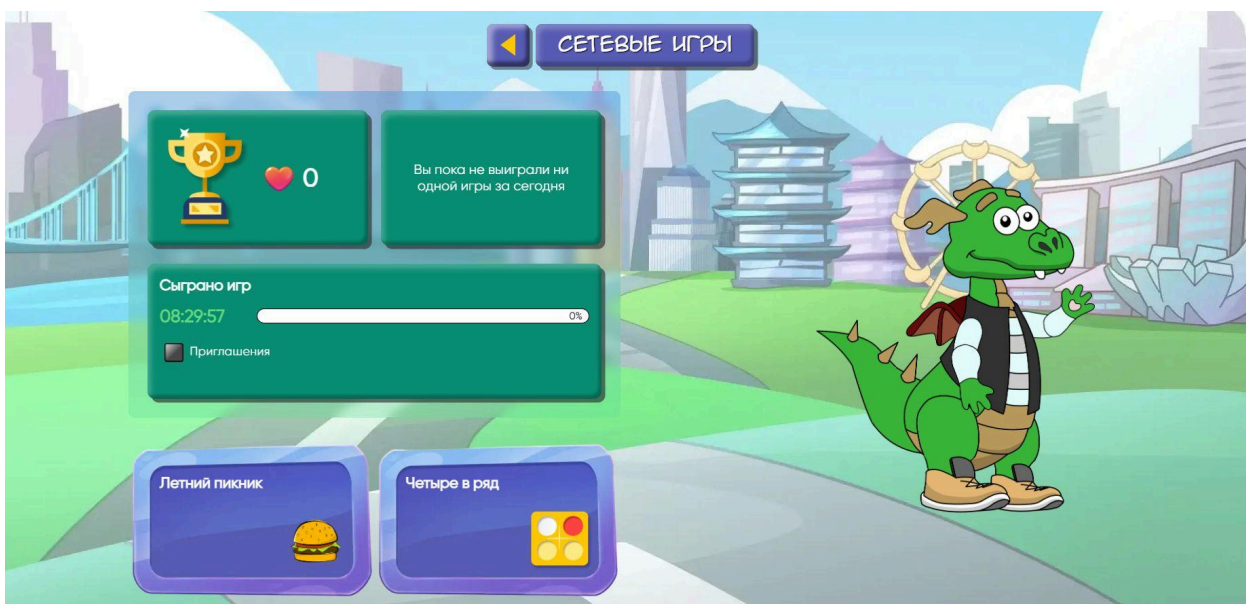 СЕТЕВЫЕ ИГРЫ
0
Вы пока не выиграли ни
одной игры за сегодня
Сыграно игр
08:29:57
0%
Приглашения
Летний пикник
Четыре в ряд